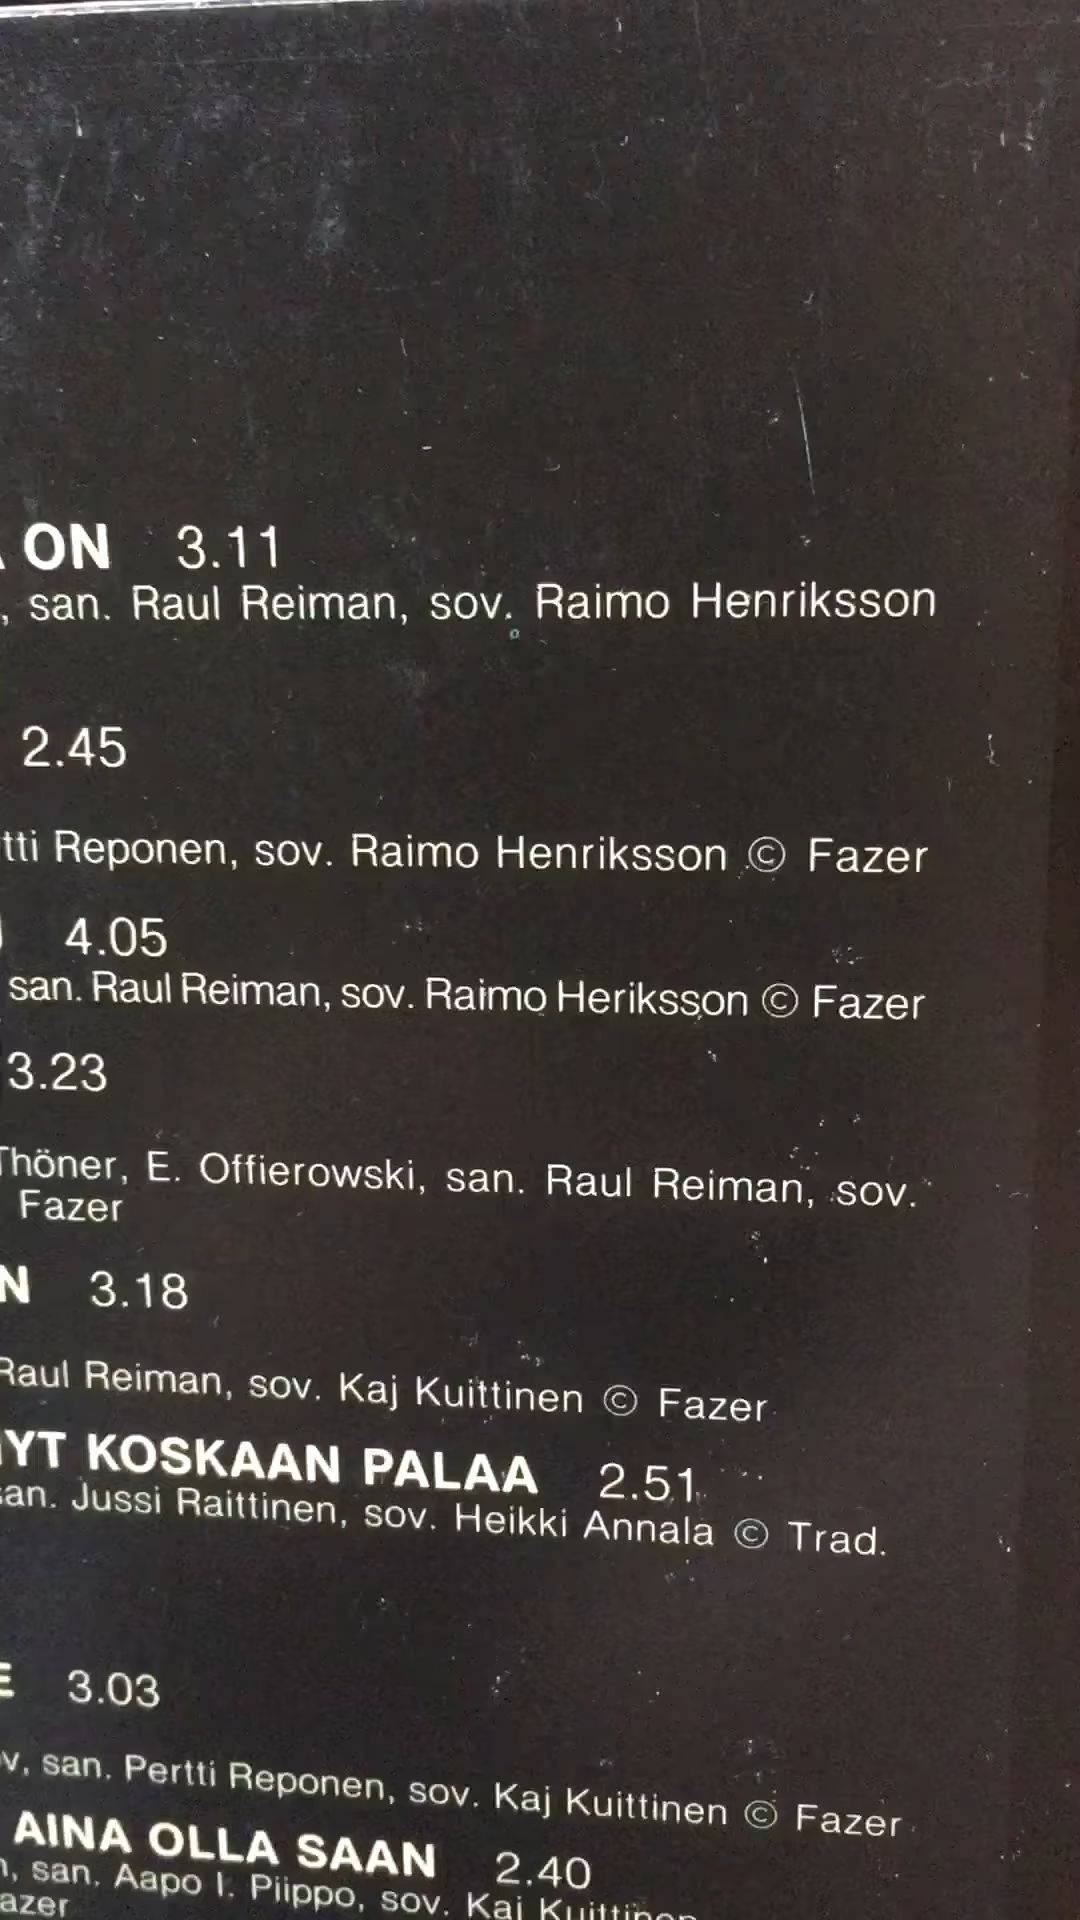 ON 3.11
, san. Raul Reiman, sov. Raimo Henriksson
2.45
tti Reponen, sov. Raimo Henriksson © Fazer
4.05
san. Raul Reiman, sov. Raimo Heriksson © Fazer
3.23
Thöner, E. Offierowski, san. Raul Reiman, sov.
Fazer
N 3.18
Raul Reiman, sov. Kaj Kuittinen © Fazer
YT KOSKAAN PALAA 2.51
san. Jussi Raittinen, sov. Heikki Annala © Trad.
E 3.03
v, san. Pertti Reponen, sov. Kaj Kuittinen © Fazer
AINA OLLA SAAN 2.40
n, san. Aapo I. Piippo, sov. Kaj Kuittinen
azer